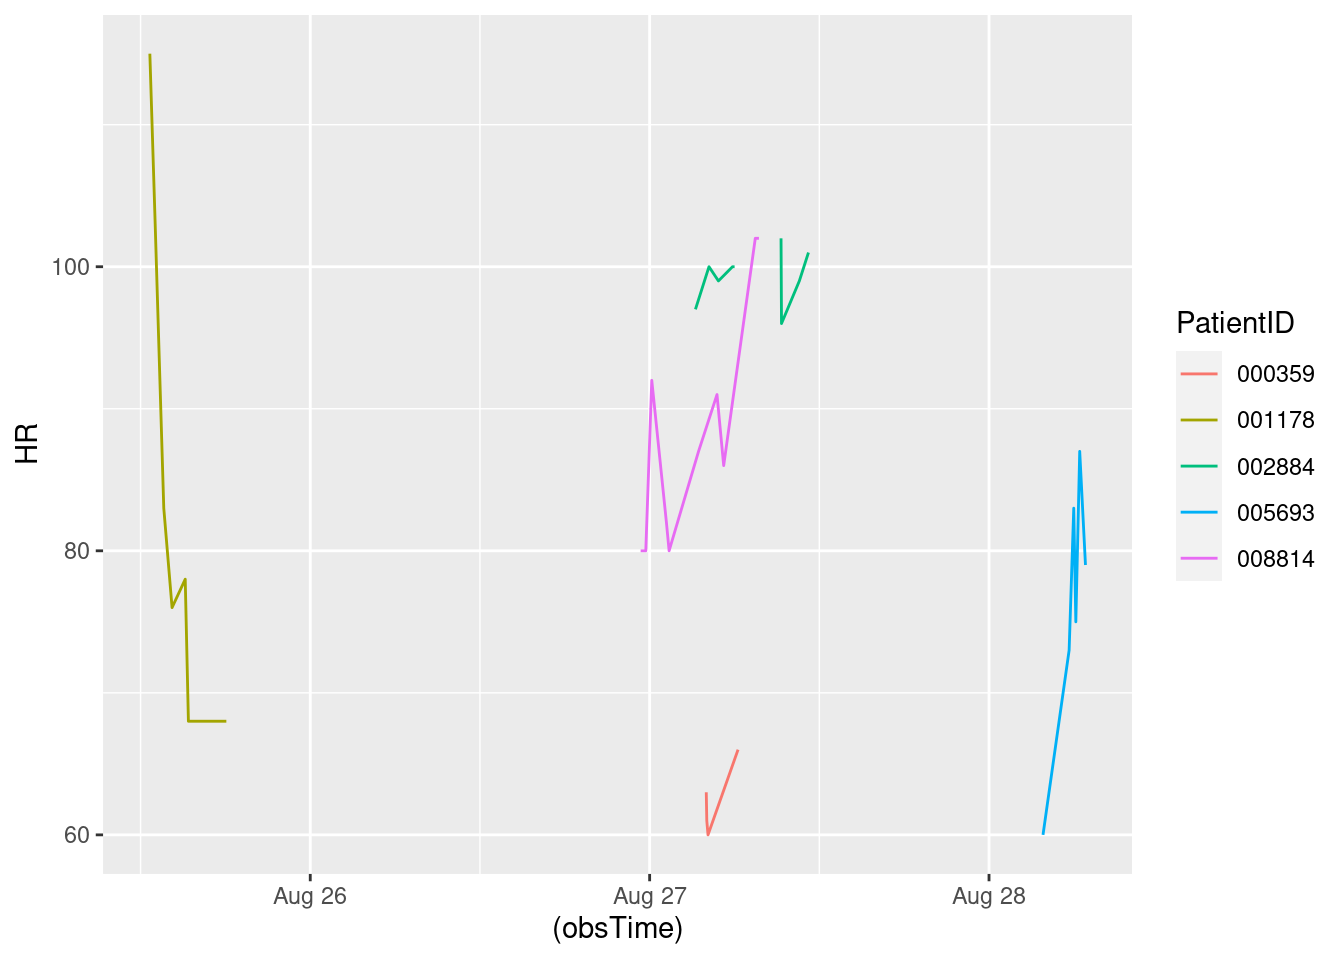 HR
100
80
60
Aug 26
Aug 27
Aug 28
(obsTime)
PatientID
000359
001178
002884
005693
008814